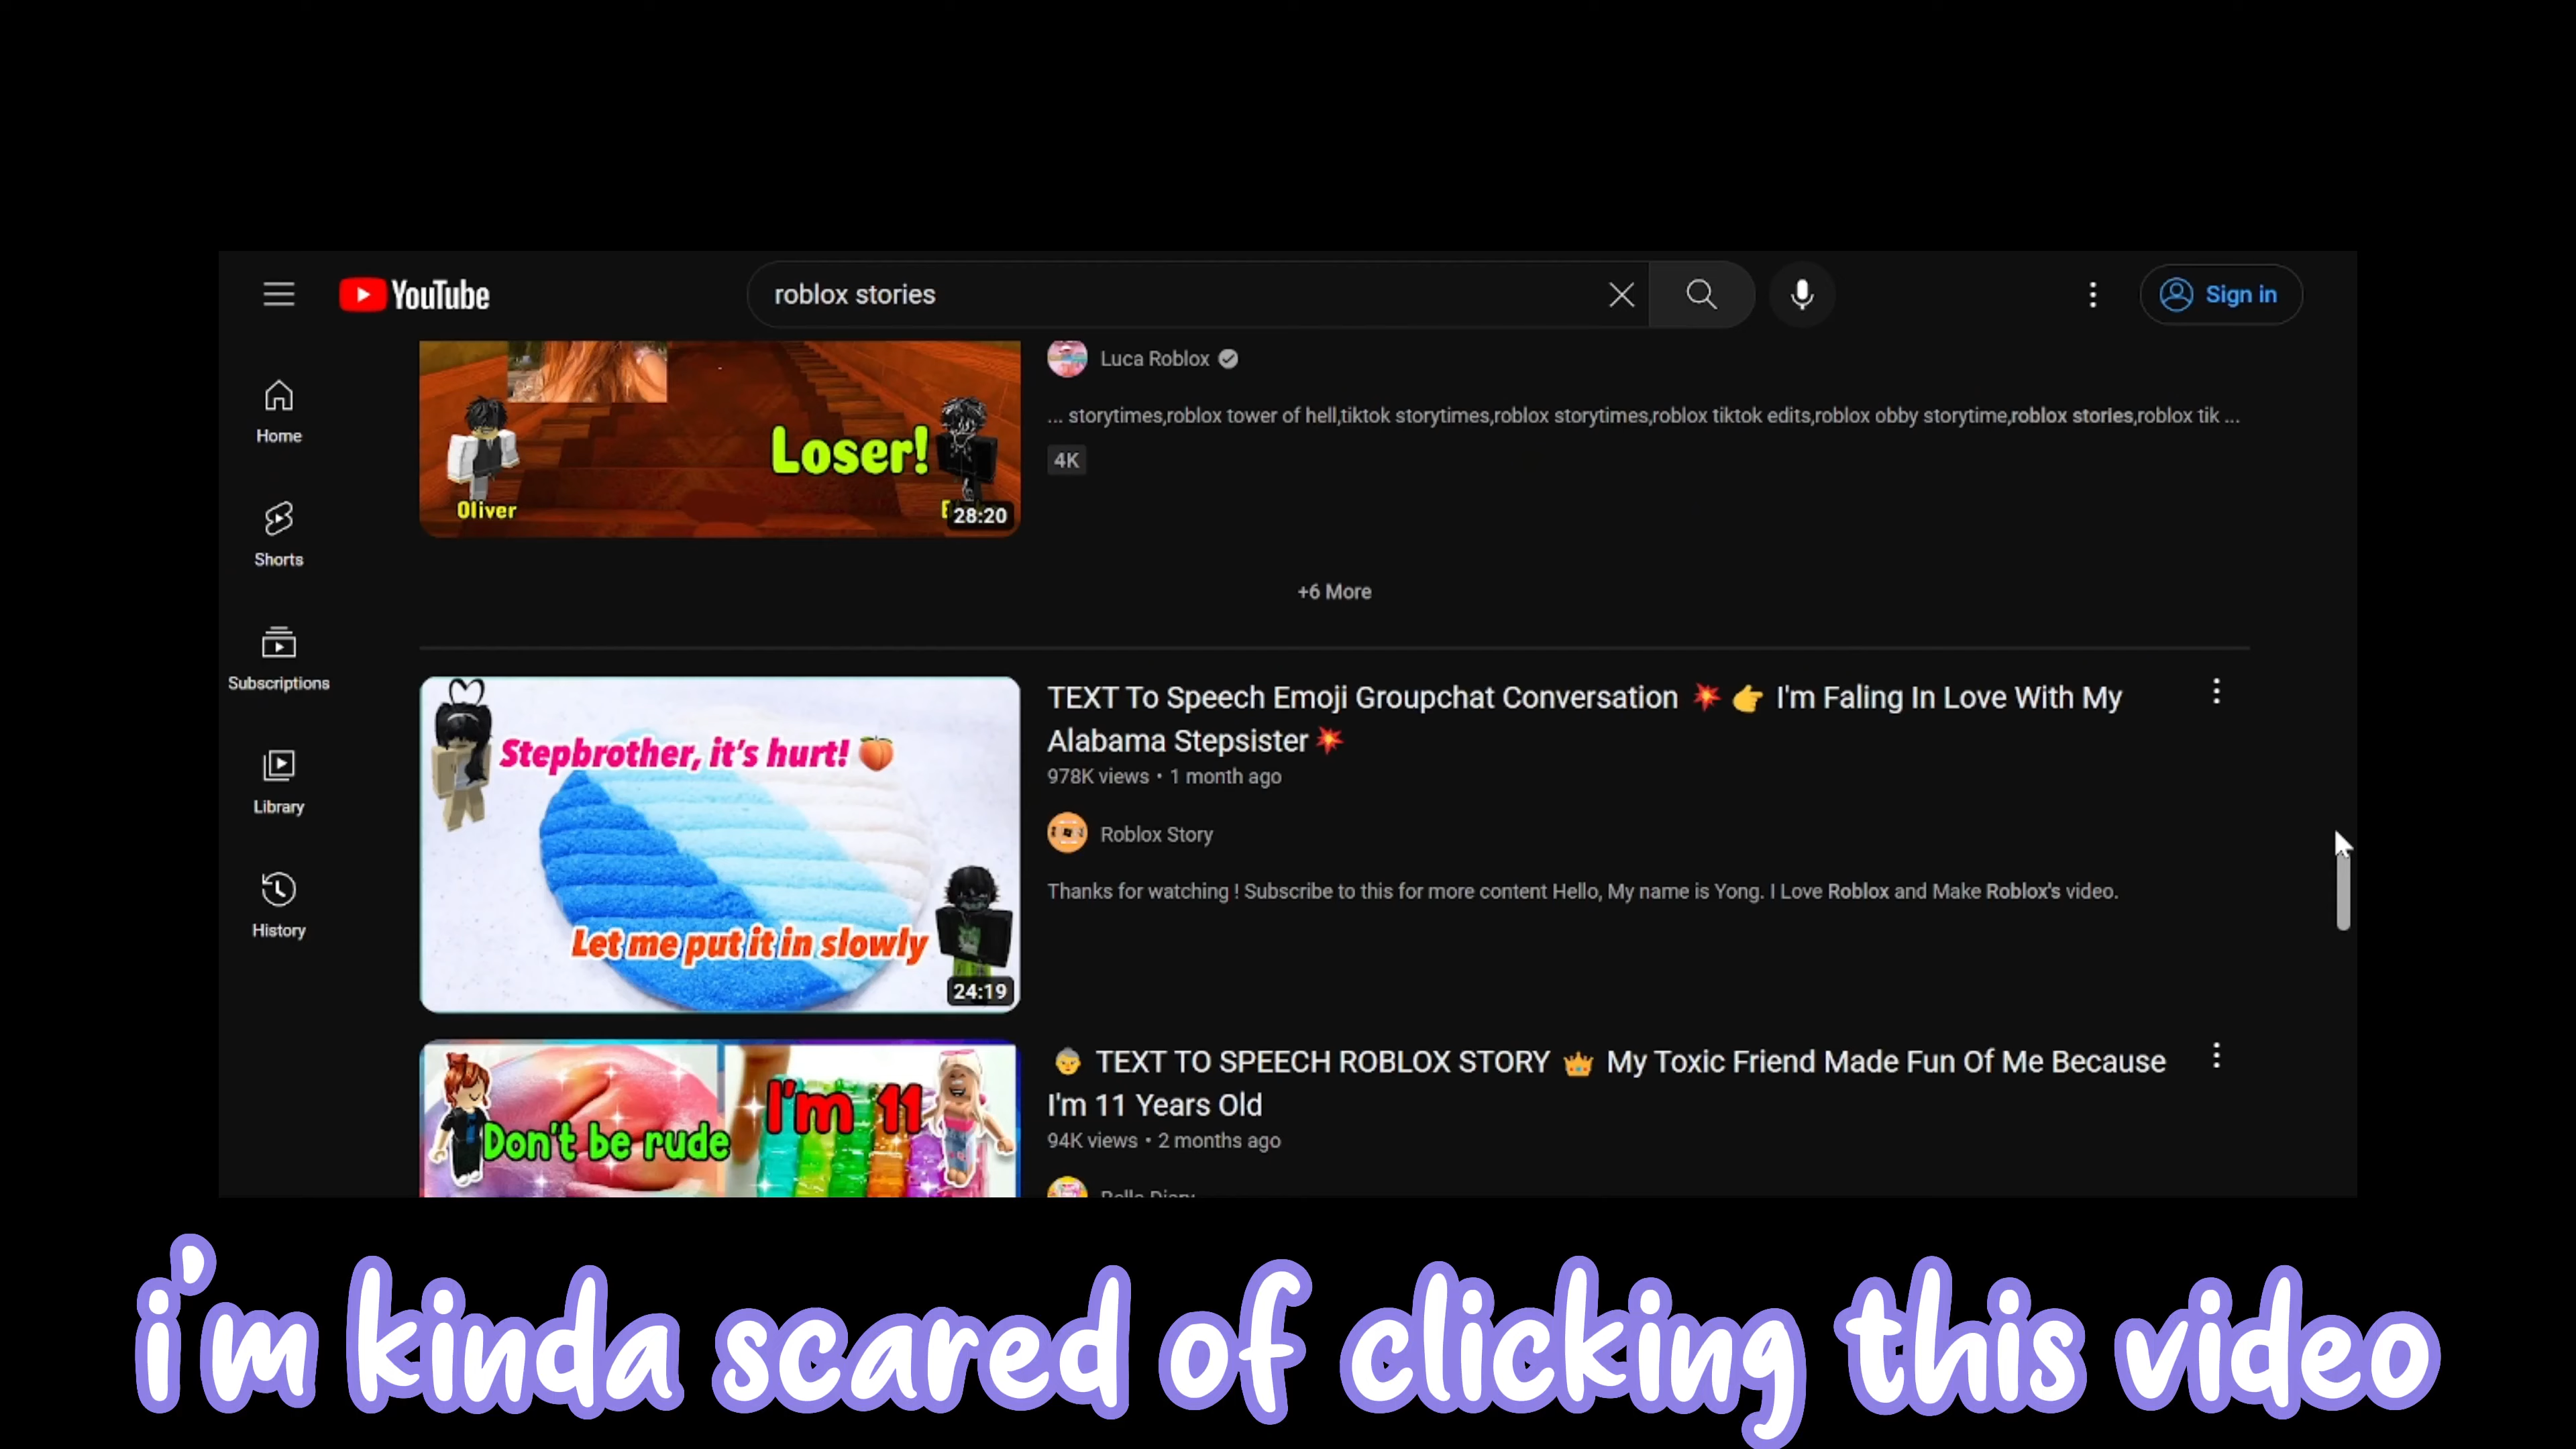 YouTube
roblox stories
Sign in
Home
Shorts
Subscriptions
Library
History
Loser!
Oliver
28:20
Luca Roblox
... storytimes,roblox tower of hell,tiktok storytimes,roblox storytimes,roblox tiktok edits,roblox obby storytime,roblox stories,roblox tik ...
4K
+6 More
Stepbrother, it's hurt! 🍑
Let me put it in slowly
24:19
TEXT To Speech Emoji Groupchat Conversation 💥 👉 I'm Faling In Love With My
Alabama Stepsister 💥
978K views • 1 month ago
Roblox Story
Thanks for watching ! Subscribe to this for more content Hello, My name is Yong. I Love Roblox and Make Roblox's video.
Don't be rude
I'm 11
👵 TEXT TO SPEECH ROBLOX STORY 👑 My Toxic Friend Made Fun Of Me Because
I'm 11 Years Old
94K views • 2 months ago
i'm kinda scared of clicking this video